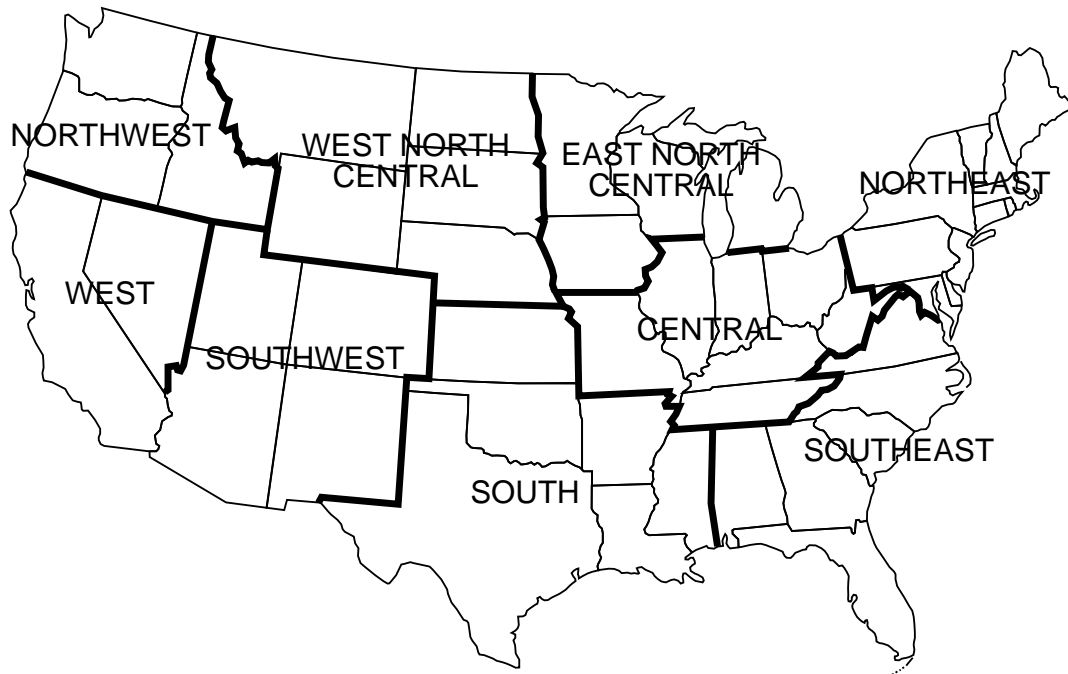 NORTHWEST
WEST NORTH
CENTRAL
EAST NORTH
CENTRAL
NORTHEAST
WEST
SOUTHWEST
CENTRAL
SOUTHEAST
SOUTH